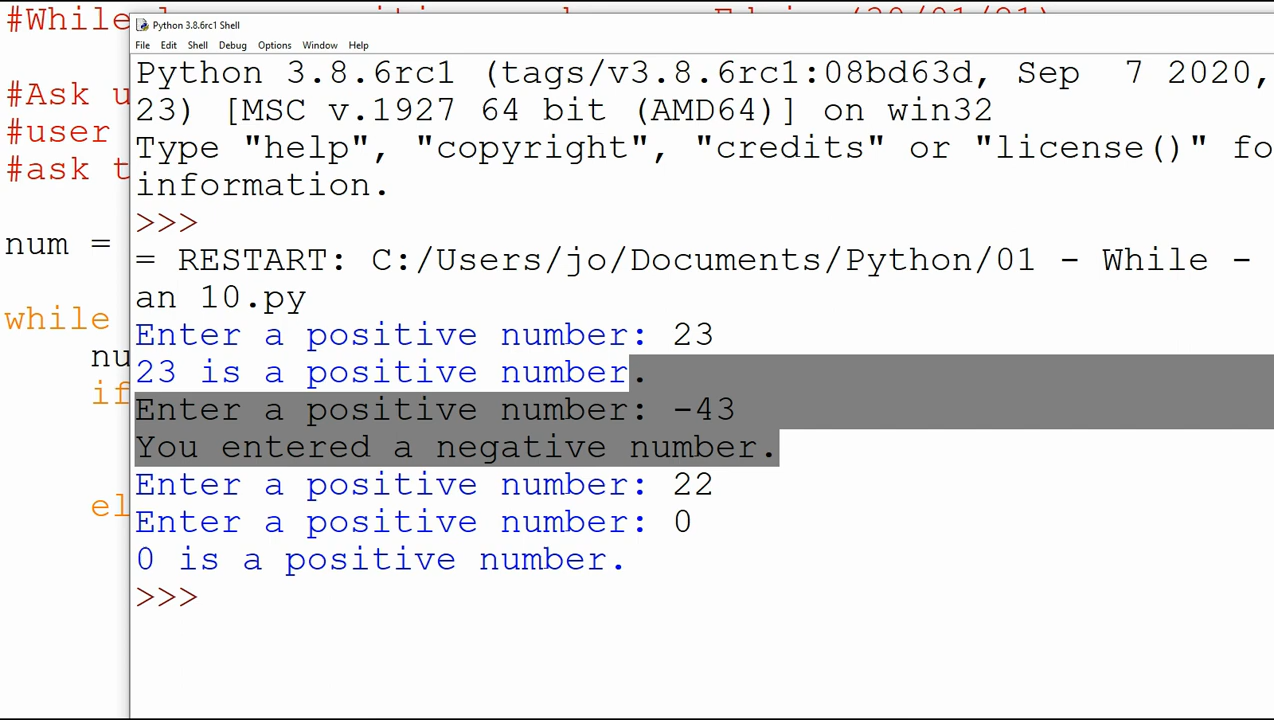 #While
Python 3.8.6rc1 Shell
File Edit Shell Debug Options Window Help
Python 3.8.6rc1 (tags/v3.8.6rc1:08bd63d, Sep 7 2020,
#Ask u
23) [MSC v.1927 64 bit (AMD64)] on win32
#user
Type "help", "copyright", "credits" or "license()" fo
#ask t
information.
>>>
num =
= RESTART: C:/Users/jo/Documents/Python/01 - While -
an 10.py
while
Enter a positive number: 23
nu
23 is a positive number.
if
Enter a positive number: -43
You entered a negative number.
Enter a positive number: 22
el
Enter a positive number: 0
0 is a positive number.
>>>